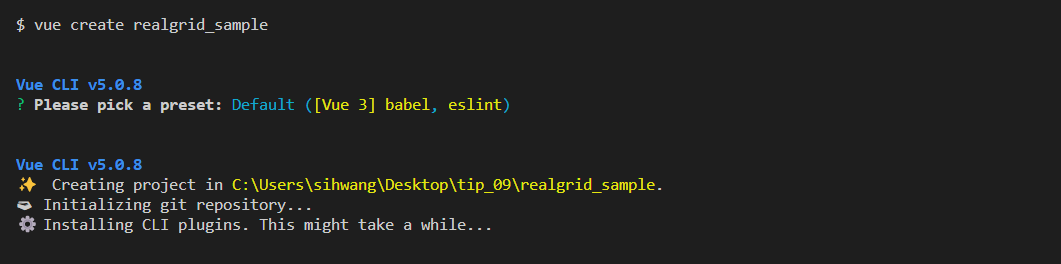 $ vue create realgrid_sample
Vue CLI v5.0.8
? Please pick a preset: Default ([Vue 3] babel, eslint)
Vue CLI v5.0.8
✨ Creating project in C:\Users\sihwang\Desktop\tip_09\realgrid_sample.
🗃 Initializing git repository...
⚙️ Installing CLI plugins. This might take a while...